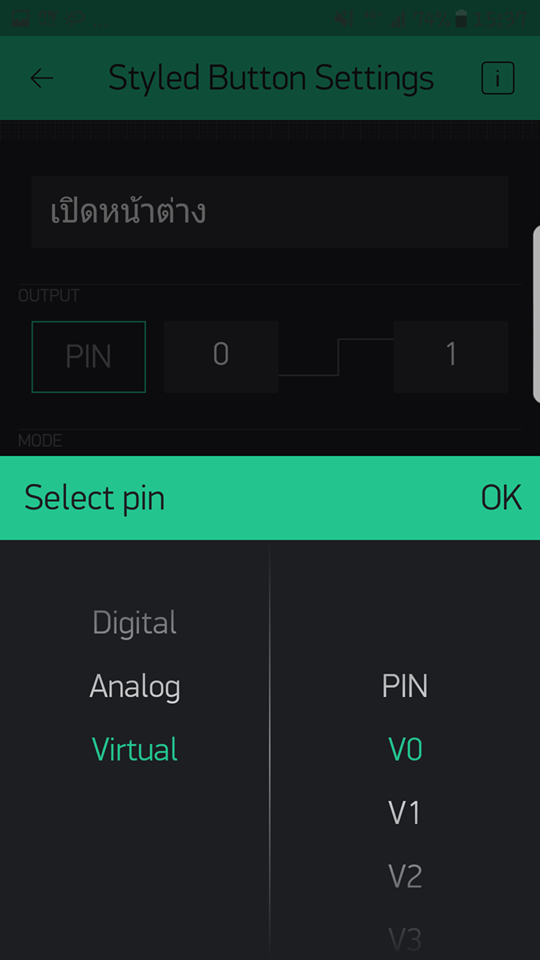 Styled Button Settings
i
เปิดหน้าต่าง
OUTPUT
PIN 0 1
MODE
Select pin OK
Digital
Analog PIN
Virtual V0
V1
V2
V3